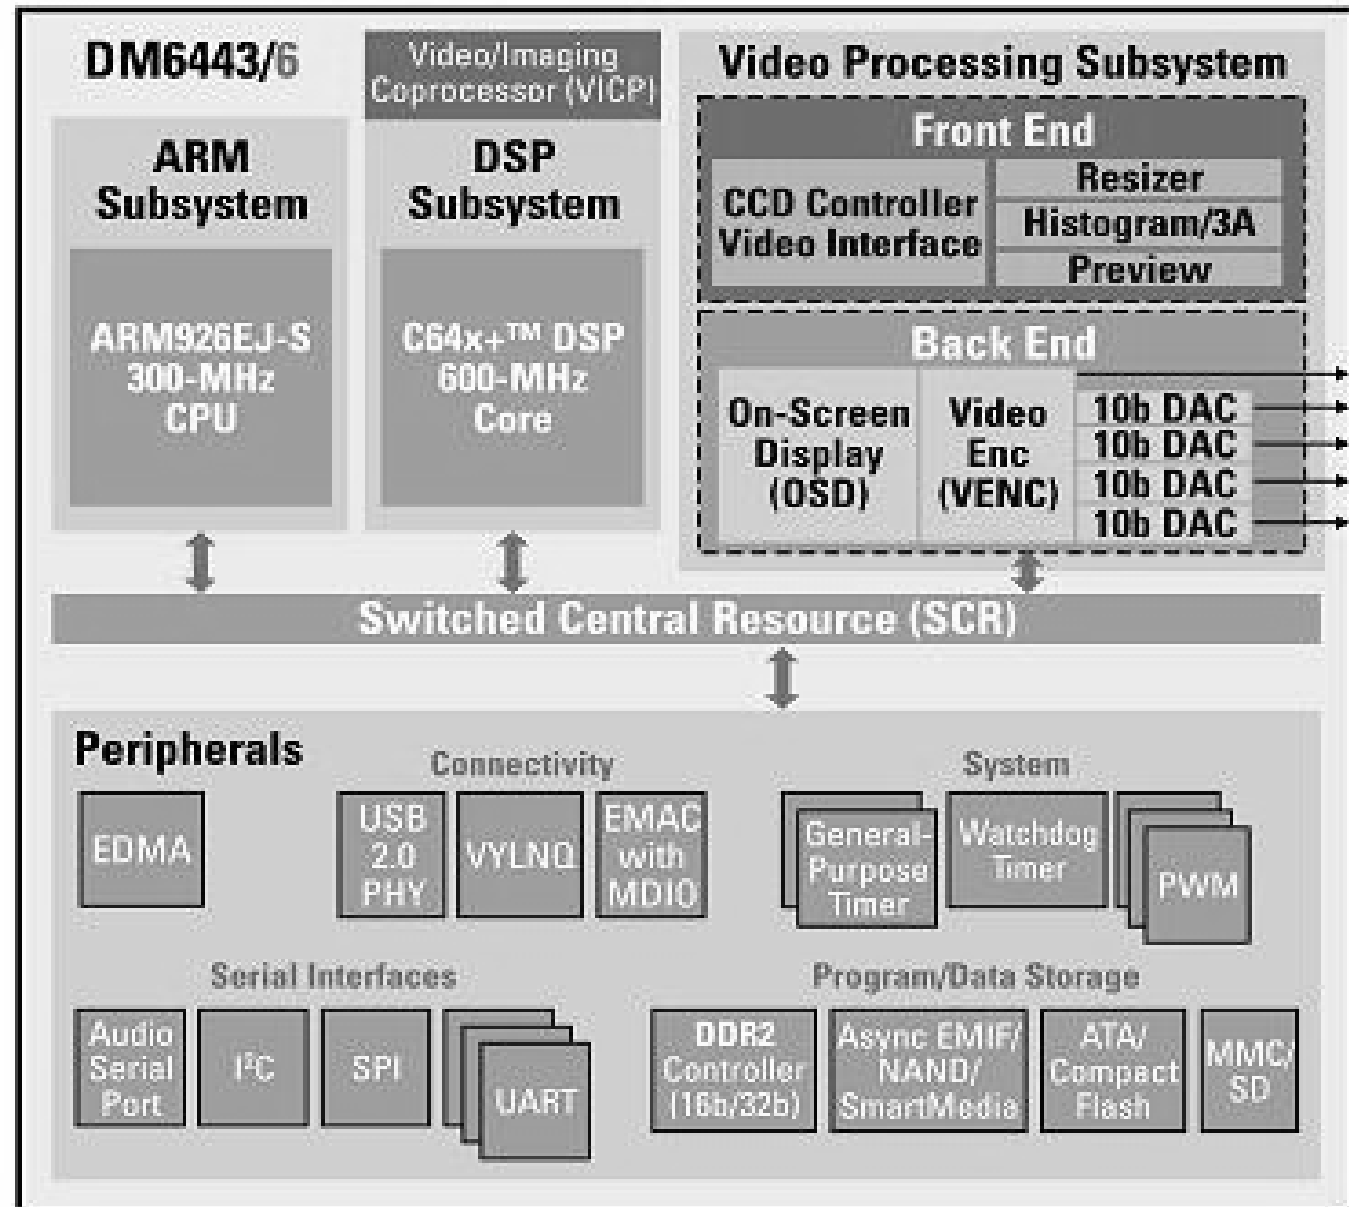 DM6443/6
Video/Imaging
Coprocessor (VICP)
ARM
Subsystem
ARM926EJ-S
300-MHz
CPU
DSP
Subsystem
C64x+™ DSP
600-MHz
Core
Video Processing Subsystem
Front End
CCD Controller
Video Interface
Resizer
Histogram/3A
Preview
Back End
On-Screen
Display
(OSD)
Video
Enc
(VENC)
10b DAC
10b DAC
10b DAC
10b DAC
Switched Central Resource (SCR)
Peripherals
EDMA
Connectivity
USB
2.0
PHY
VYLNQ
EMAC
with
MDIO
System
General-
Purpose
Timer
Watchdog
Timer
PWM
Serial Interfaces
Audio
Serial
Port
I²C
SPI
UART
Program/Data Storage
DDR2
Controller
(16b/32b)
Async EMIF/
NAND/
SmartMedia
ATA/
Compact
Flash
MMC/
SD